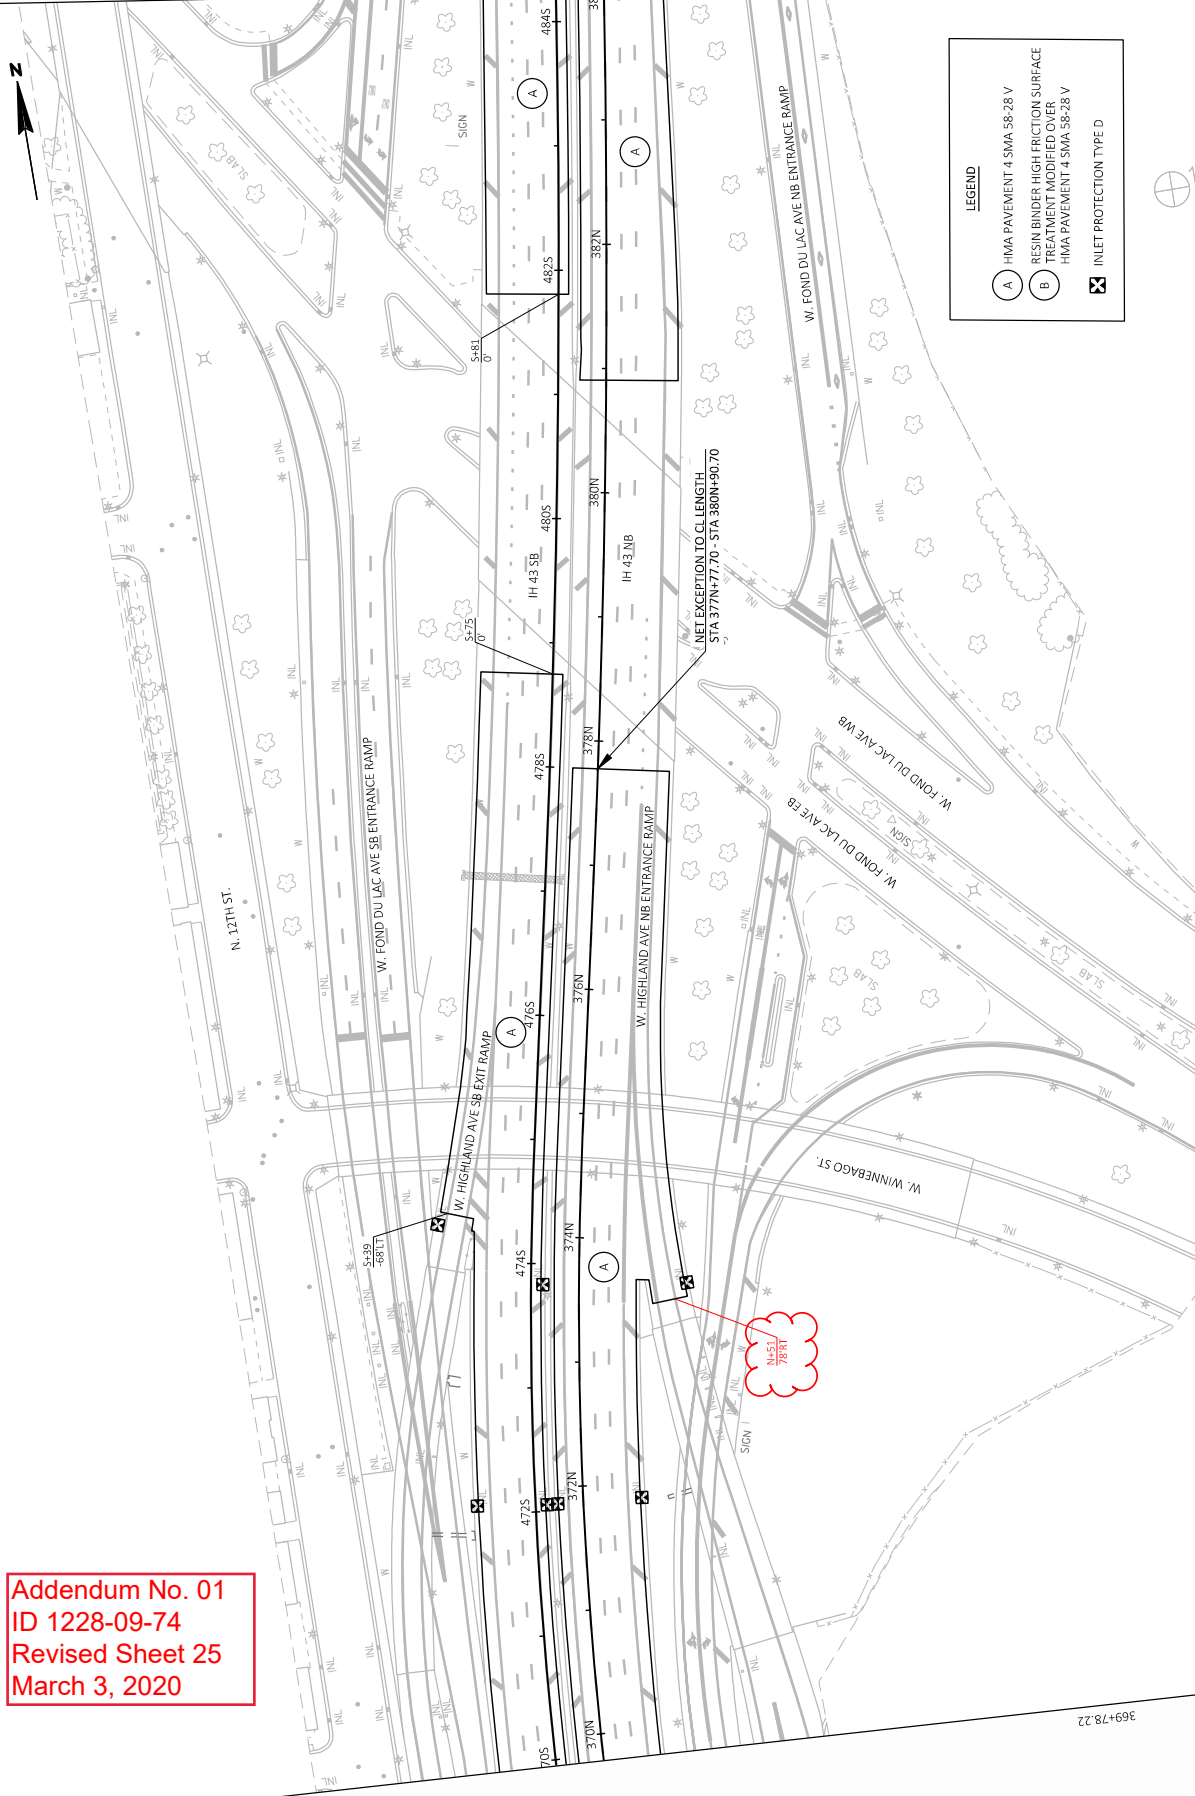 N
484S
SIGN
A
A
482S
382N
S+81
0'
W. FOND DU LAC AVE NB ENTRANCE RAMP
LEGEND
A HMA PAVEMENT 4 SMA 58-28 V
B RESIN BINDER HIGH FRICTION SURFACE
TREATMENT MODIFIED OVER
HMA PAVEMENT 4 SMA 58-28 V
INLET PROTECTION TYPE D
SLAB
480S
380N
IH 43 SB
IH 43 NB
S+75
0'
NET EXCEPTION TO CL LENGTH
STA 377N+77.70 - STA 380N+90.70
478S
378N
W. FOND DU LAC AVE SB ENTRANCE RAMP
N. 12TH ST.
W. HIGHLAND AVE NB ENTRANCE RAMP
W. FOND DU LAC AVE WB
W. FOND DU LAC AVE EB
SIGN
SLAB
SLAB
476S
376N
A
W. HIGHLAND AVE SB EXIT RAMP
W. WINNEBAGO ST.
S+39
-68'LT
474S
374N
A
N+51
78'RT
SIGN
472S
372N
70S
370N
369+78.22
INL
W
Addendum No. 01
ID 1228-09-74
Revised Sheet 25
March 3, 2020